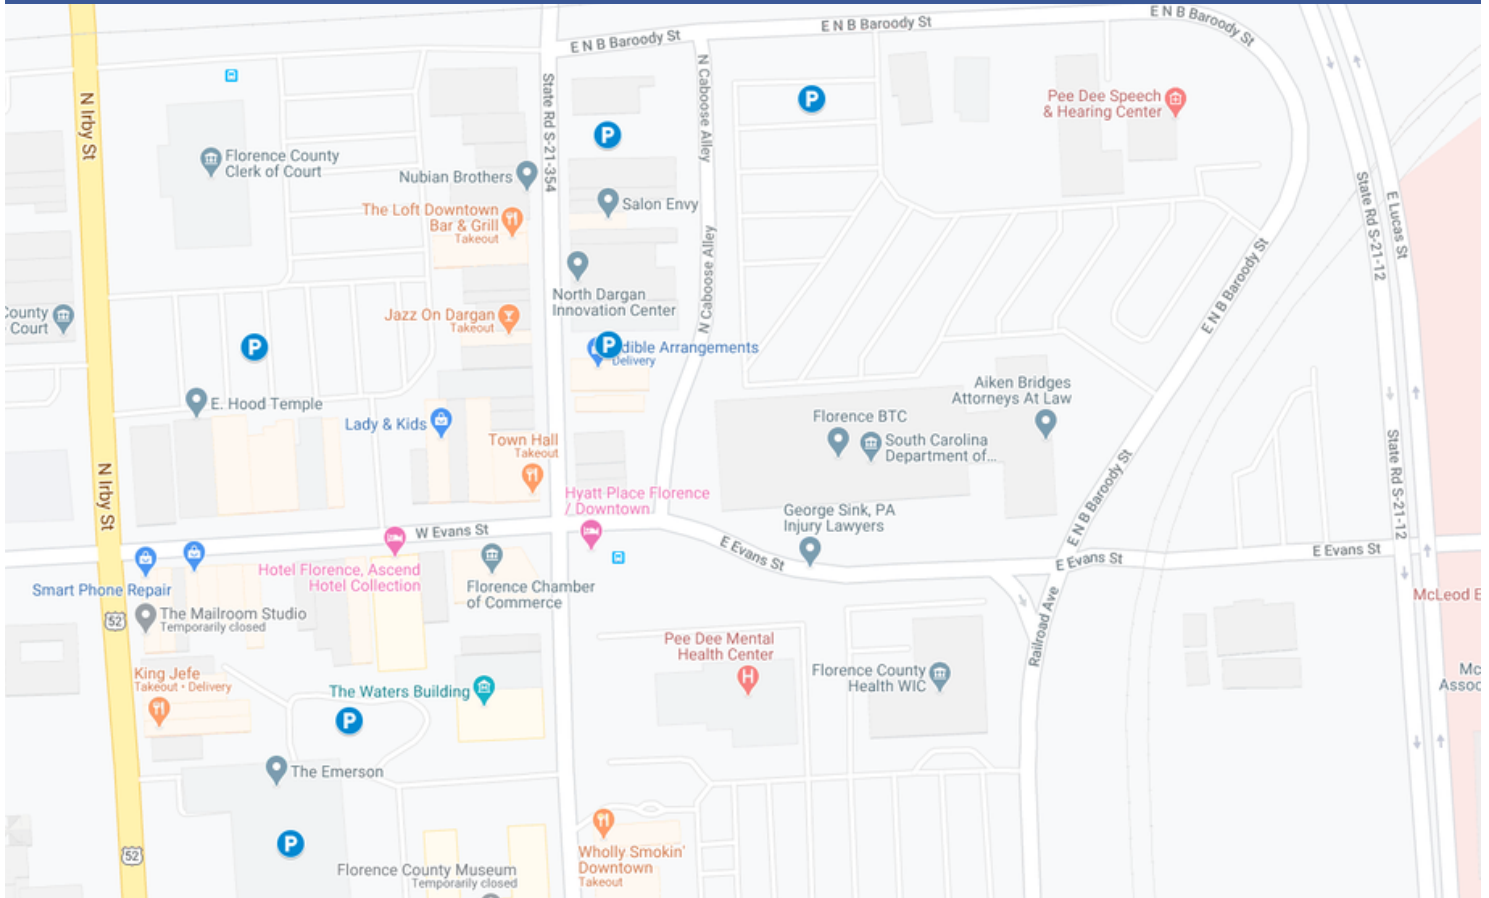 E N B Baroody St
E N B Baroody St
E N B Baroody St
N Irby St
State Rd S-21-354
N Caboose Alley
P
P
Pee Dee Speech
& Hearing Center
Florence County
Clerk of Court
Nubian Brothers
Salon Envy
The Loft Downtown
Bar & Grill
Takeout
State Rd S-21-12
E Lucas St
N Caboose Alley
E N B Baroody St
North Dargan
Innovation Center
County
Court
Jazz On Dargan
Takeout
P
P
dible Arrangements
Delivery
Aiken Bridges
Attorneys At Law
E. Hood Temple
Lady & Kids
Florence BTC
South Carolina
Department of...
Town Hall
Takeout
N Irby St
E N B Baroody St
State Rd S-21-12
Hyatt Place Florence
/ Downtown
George Sink, PA
Injury Lawyers
W Evans St
E Evans St
E Evans St
E Evans St
Hotel Florence, Ascend
Hotel Collection
Florence Chamber
of Commerce
Smart Phone Repair
The Mailroom Studio
Temporarily closed
52
McLeod E
Railroad Ave
Pee Dee Mental
Health Center
H
Florence County
Health WIC
King Jefe
Takeout • Delivery
The Waters Building
Mc
Assoc
P
The Emerson
P
52
Wholly Smokin'
Downtown
Takeout
Florence County Museum
Temporarily closed